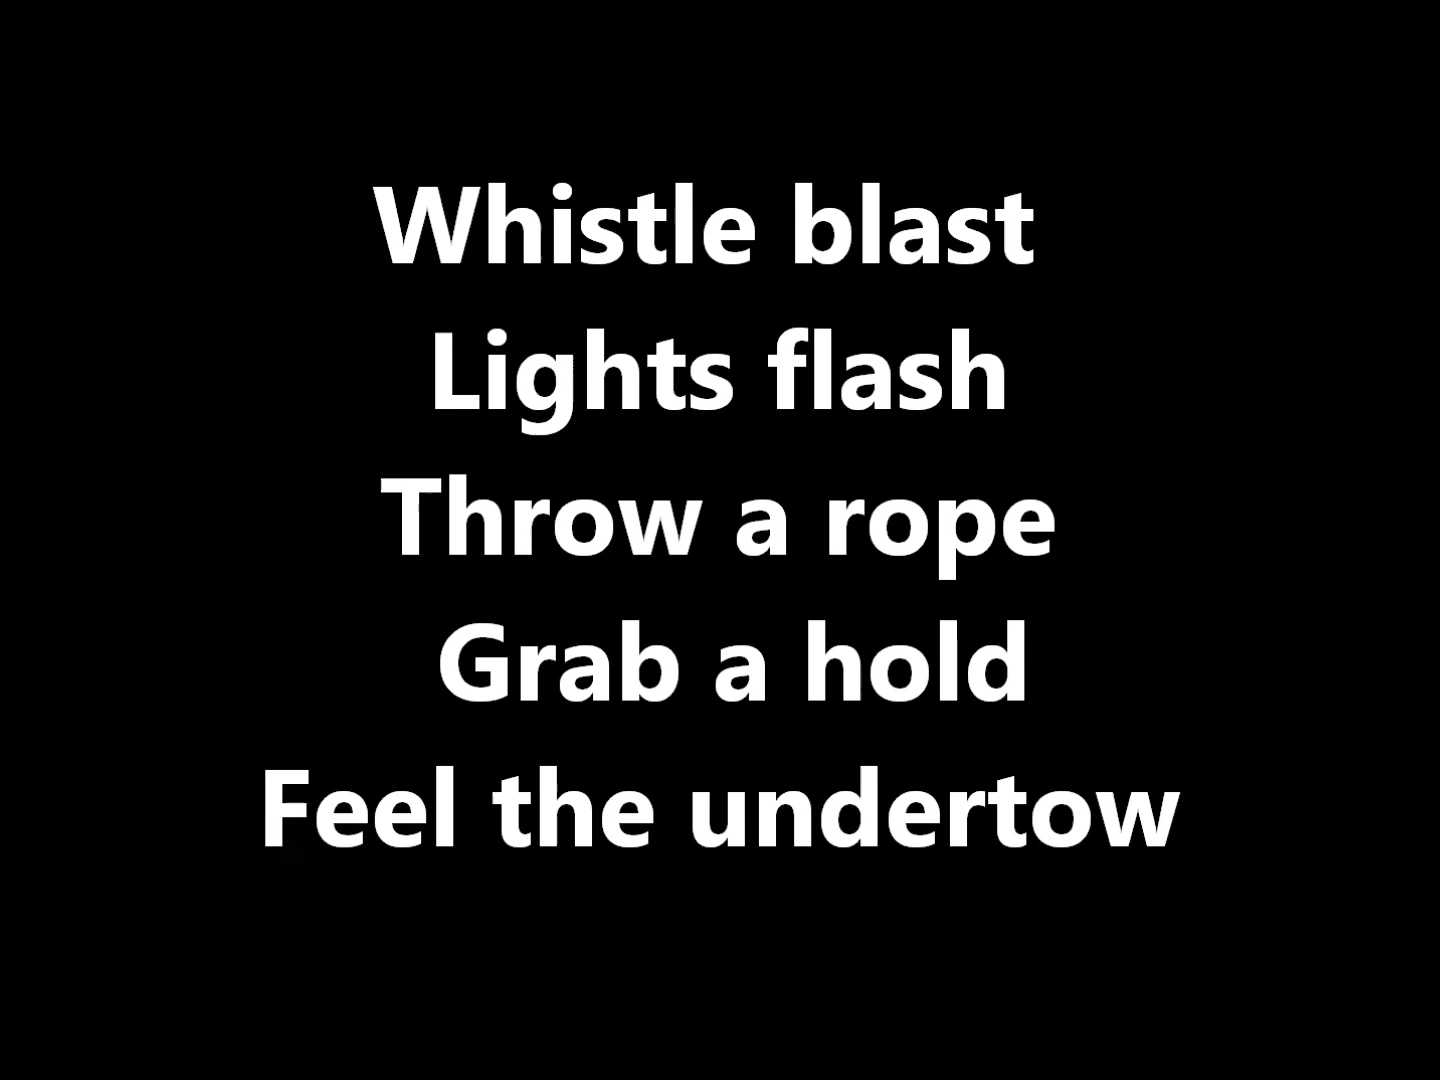 Whistle blast
Lights flash
Throw a rope
Grab a hold
Feel the undertow